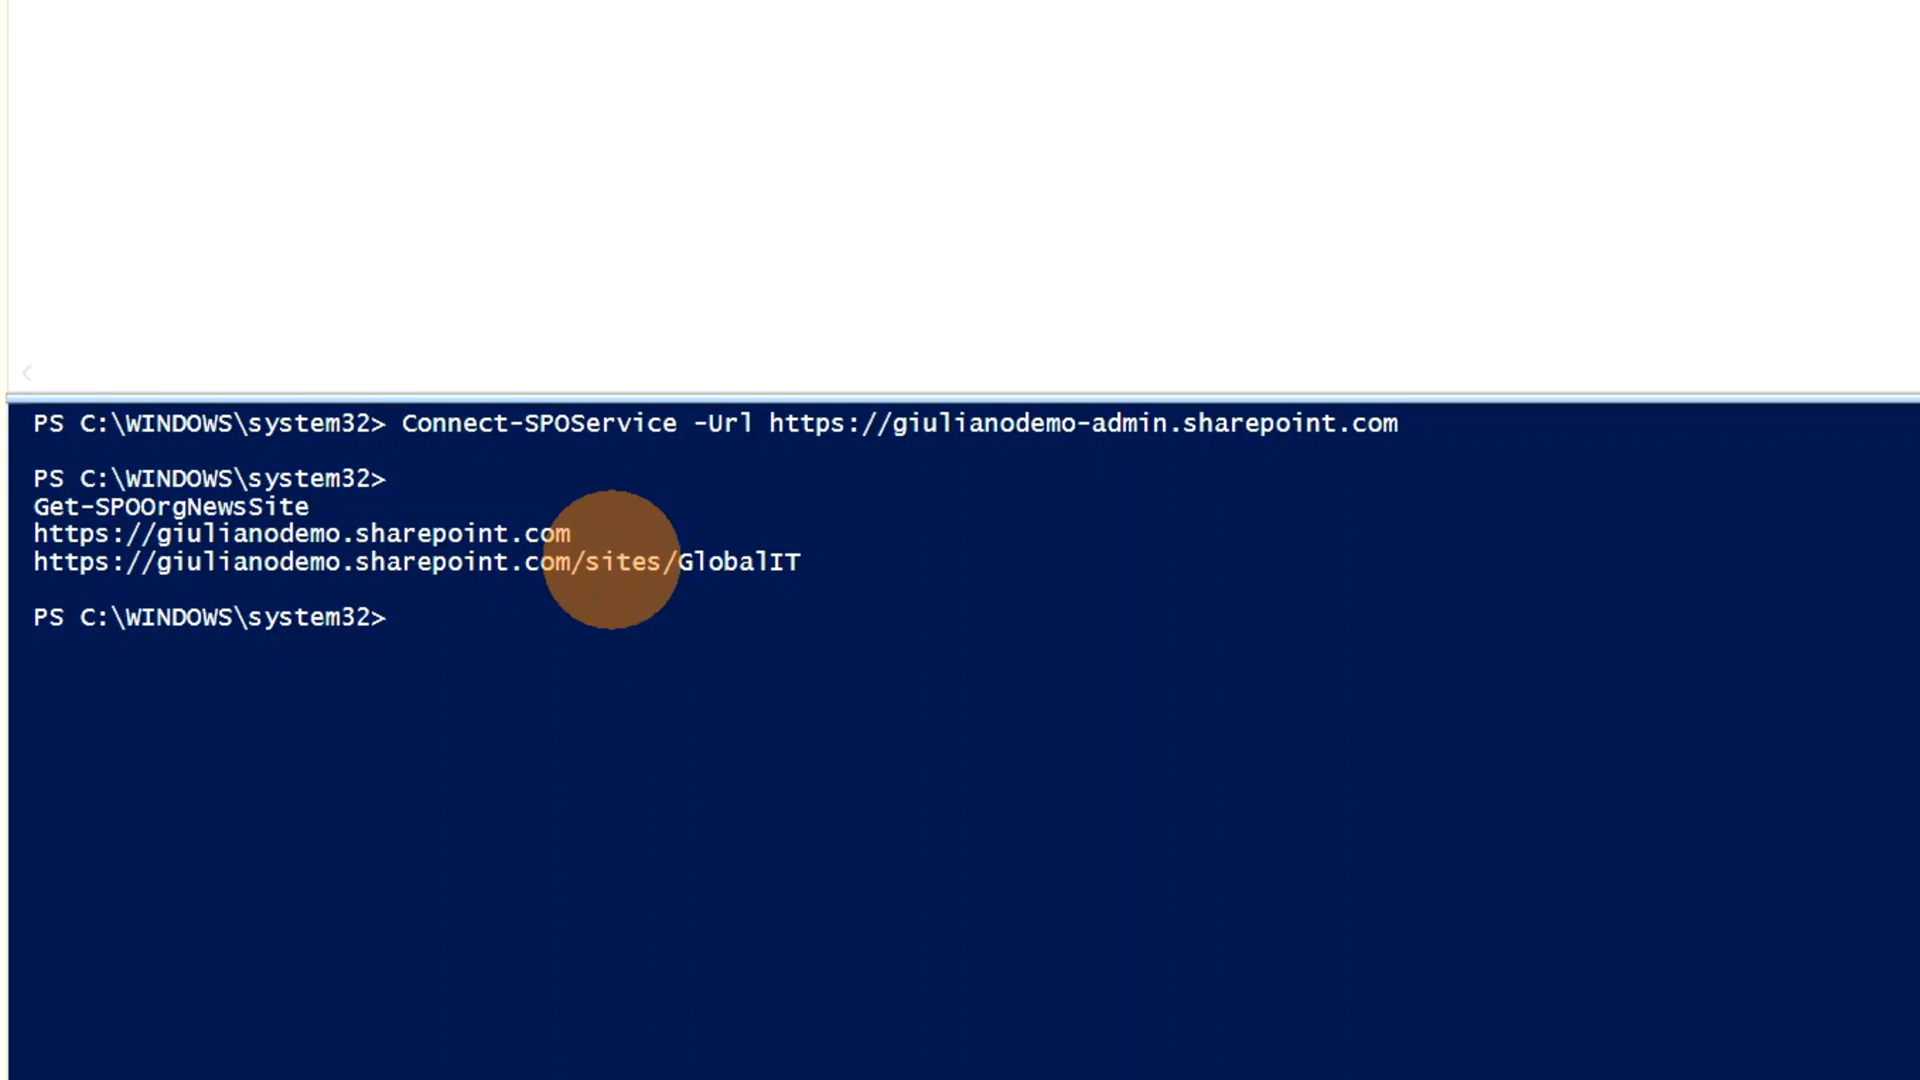 PS C:\WINDOWS\system32> Connect-SPOService -Url https://giulianodemo-admin.sharepoint.com
PS C:\WINDOWS\system32>
Get-SPOOrgNewsSite
https://giulianodemo.sharepoint.com
https://giulianodemo.sharepoint.com/sites/GlobalIT
PS C:\WINDOWS\system32>